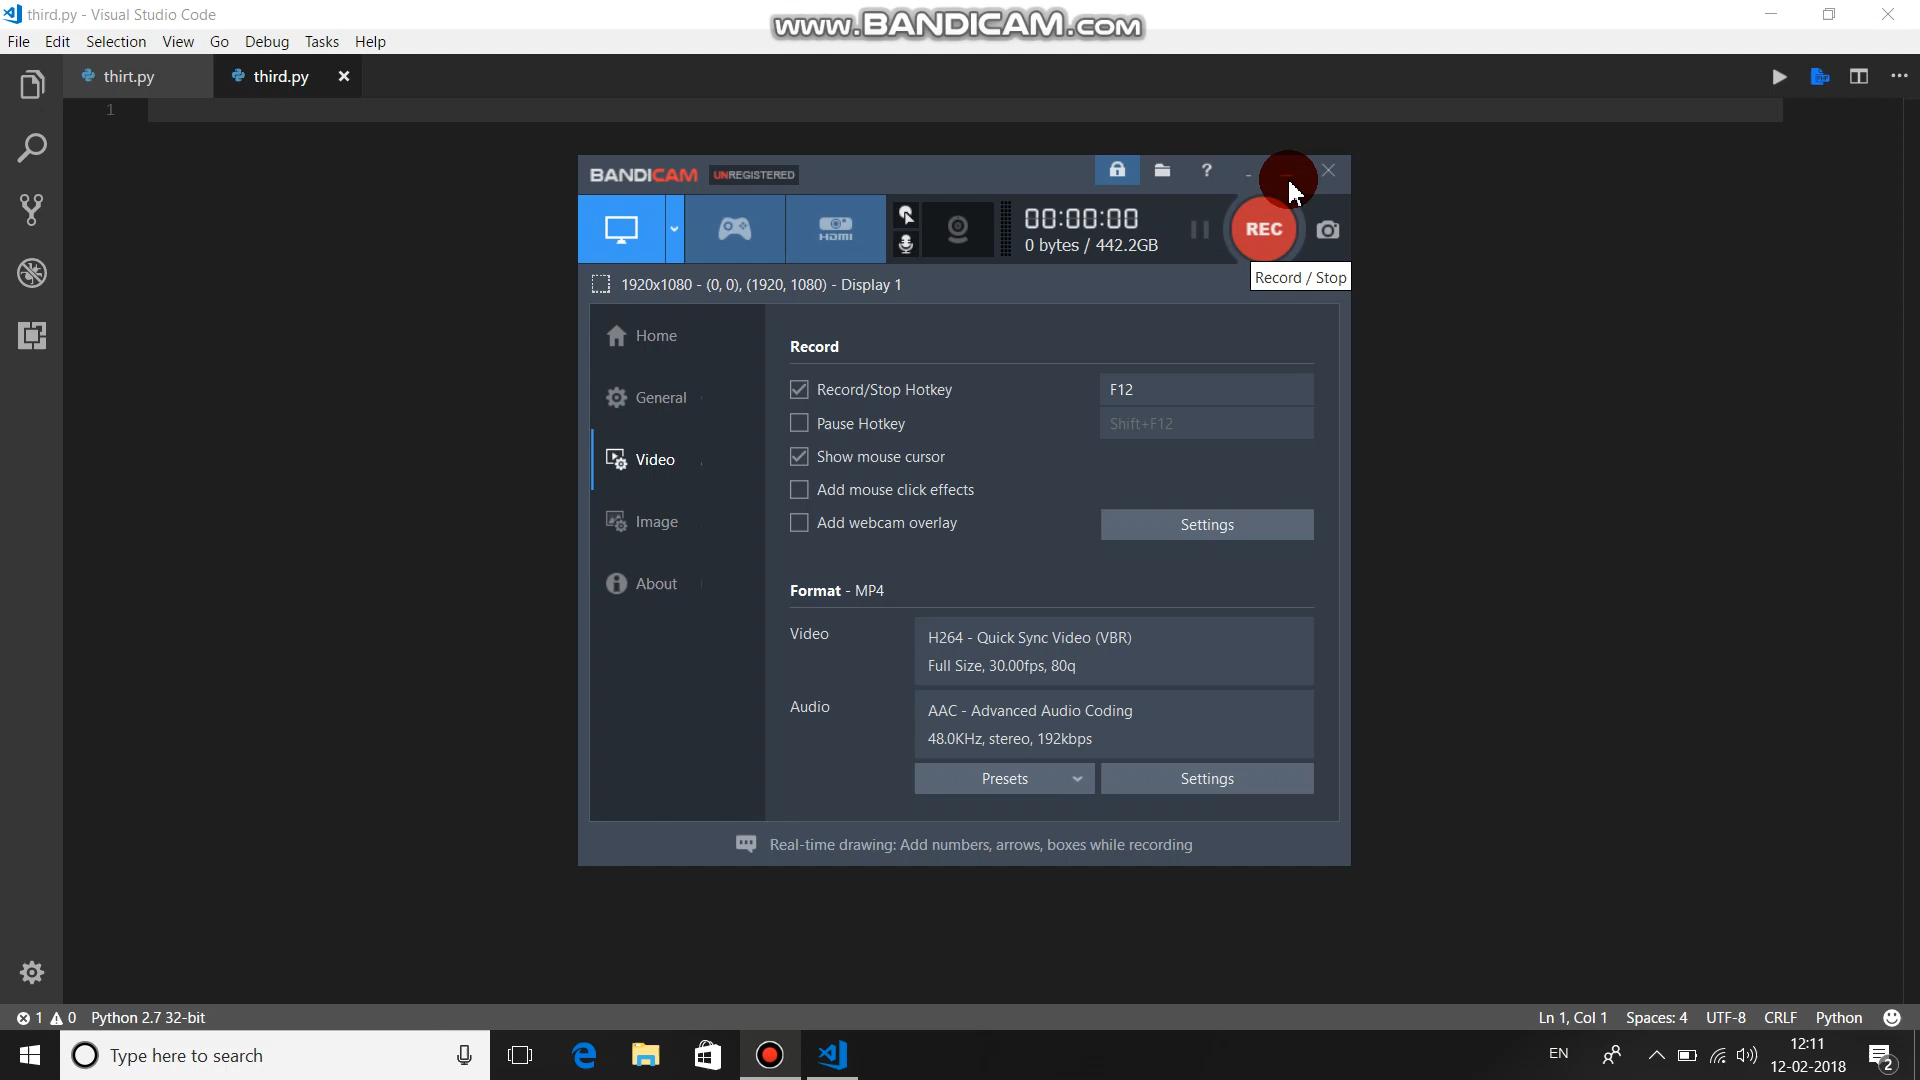 third.py - Visual Studio Code
www.BANDICAM.com
File Edit Selection View Go Debug Tasks Help
thirt.py
third.py
1
BANDICAM UNREGISTERED ?
HDMI
00:00:00
0 bytes / 442.2GB
REC
Record / Stop
1920x1080 - (0, 0), (1920, 1080) - Display 1
Home
General
Video
Image
About
Record
Record/Stop Hotkey F12
Pause Hotkey Shift+F12
Show mouse cursor
Add mouse click effects
Add webcam overlay Settings
Format - MP4
Video H264 - Quick Sync Video (VBR)
Full Size, 30.00fps, 80q
Audio AAC - Advanced Audio Coding
48.0KHz, stereo, 192kbps
Presets Settings
Real-time drawing: Add numbers, arrows, boxes while recording
1 0 Python 2.7 32-bit
Ln 1, Col 1 Spaces: 4 UTF-8 CRLF Python
Type here to search
EN
12:11
12-02-2018
2